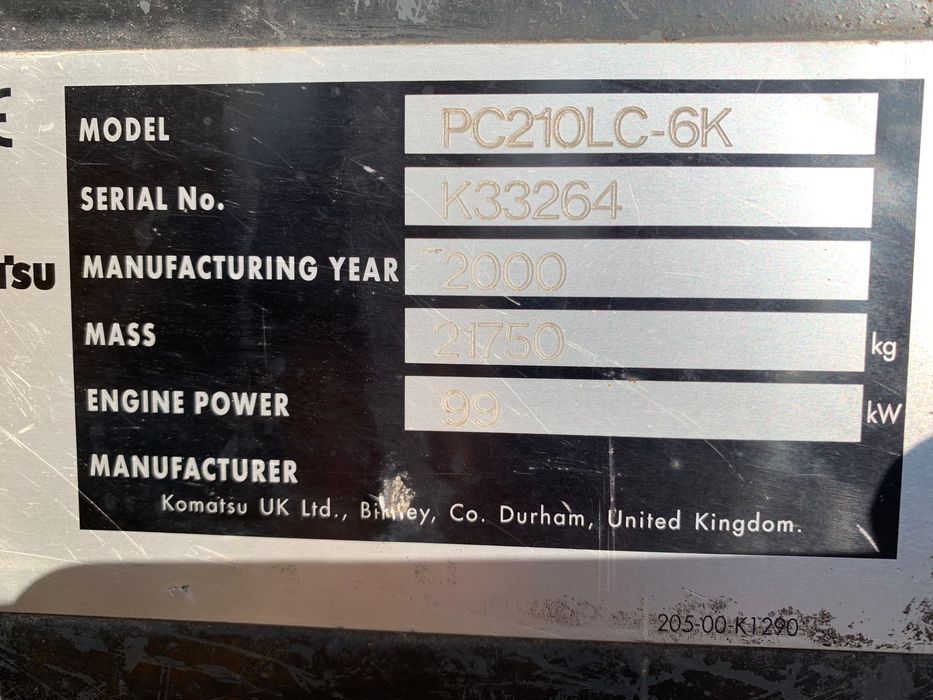 MODEL PC210LC-6K
SERIAL No. K33264
MANUFACTURING YEAR 2000
MASS 21750 kg
ENGINE POWER 99 kW
MANUFACTURER
Komatsu UK Ltd., Co. Durham, United Kingdom.
TSU
205-00-K1290